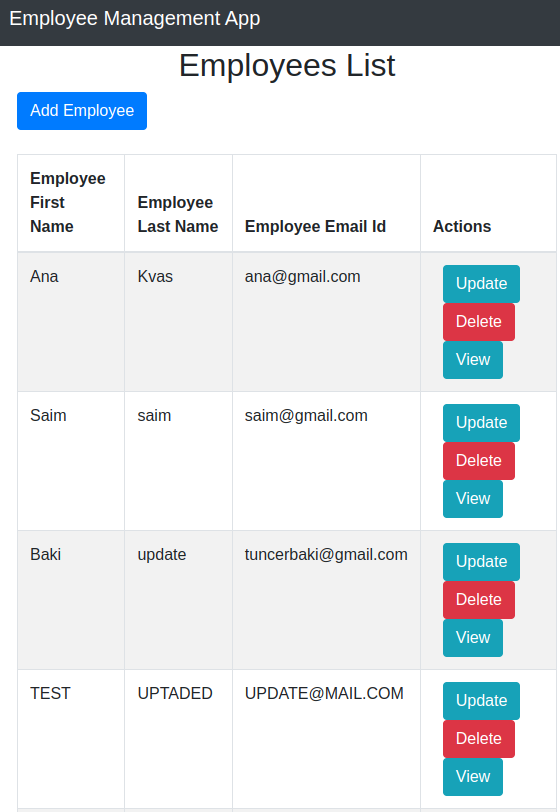 Employee Management App
Employees List
Add Employee
Employee
First
Name
Employee
Last Name
Employee Email Id
Actions
Ana
Kvas
ana@gmail.com
Update
Delete
View
Saim
saim
saim@gmail.com
Update
Delete
View
Baki
update
tuncerbaki@gmail.com
Update
Delete
View
TEST
UPTADED
UPDATE@MAIL.COM
Update
Delete
View